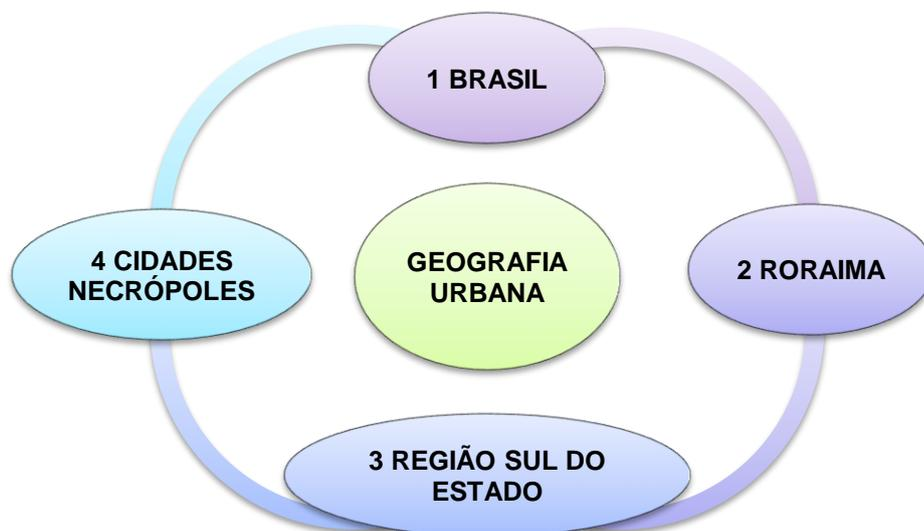 1 BRASIL
2 RORAIMA
3 REGIÃO SUL DO
ESTADO
4 CIDADES
NECRÓPOLES
GEOGRAFIA
URBANA